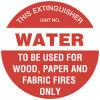 THIS EXTINGUISHER
UNIT NO.
WATER
TO BE USED FOR
WOOD, PAPER AND
FABRIC FIRES
ONLY